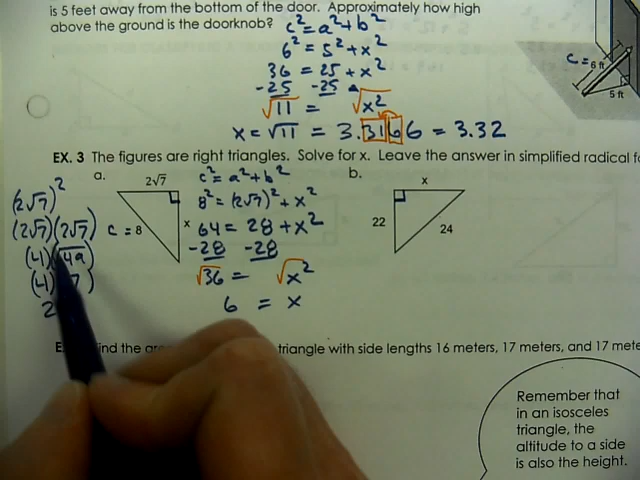 is 5 feet away from the bottom of the door. Approximately how high
above the ground is the doorknob?
c² = a² + b²
6² = 5² + x²
36 = 25 + x²
-25 -25
√11 = √x²
x = √11 = 3.3166 = 3.32
c = 6 ft
5 ft
EX. 3 The figures are right triangles. Solve for x. Leave the answer in simplified radical
a.
2√7
x
c = 8
c² = a² + b²
8² = (2√7)² + x²
64 = 28 + x²
-28 -28
√36 = √x²
6 = x
(2√7)²
(2√7)(2√7)
(4)(√49)
(4) 7)
2
b.
x
22
24
triangle with side lengths 16 meters, 17 meters, and 17
Remember that
in an isosceles
triangle, the
altitude to a side
is also the height.